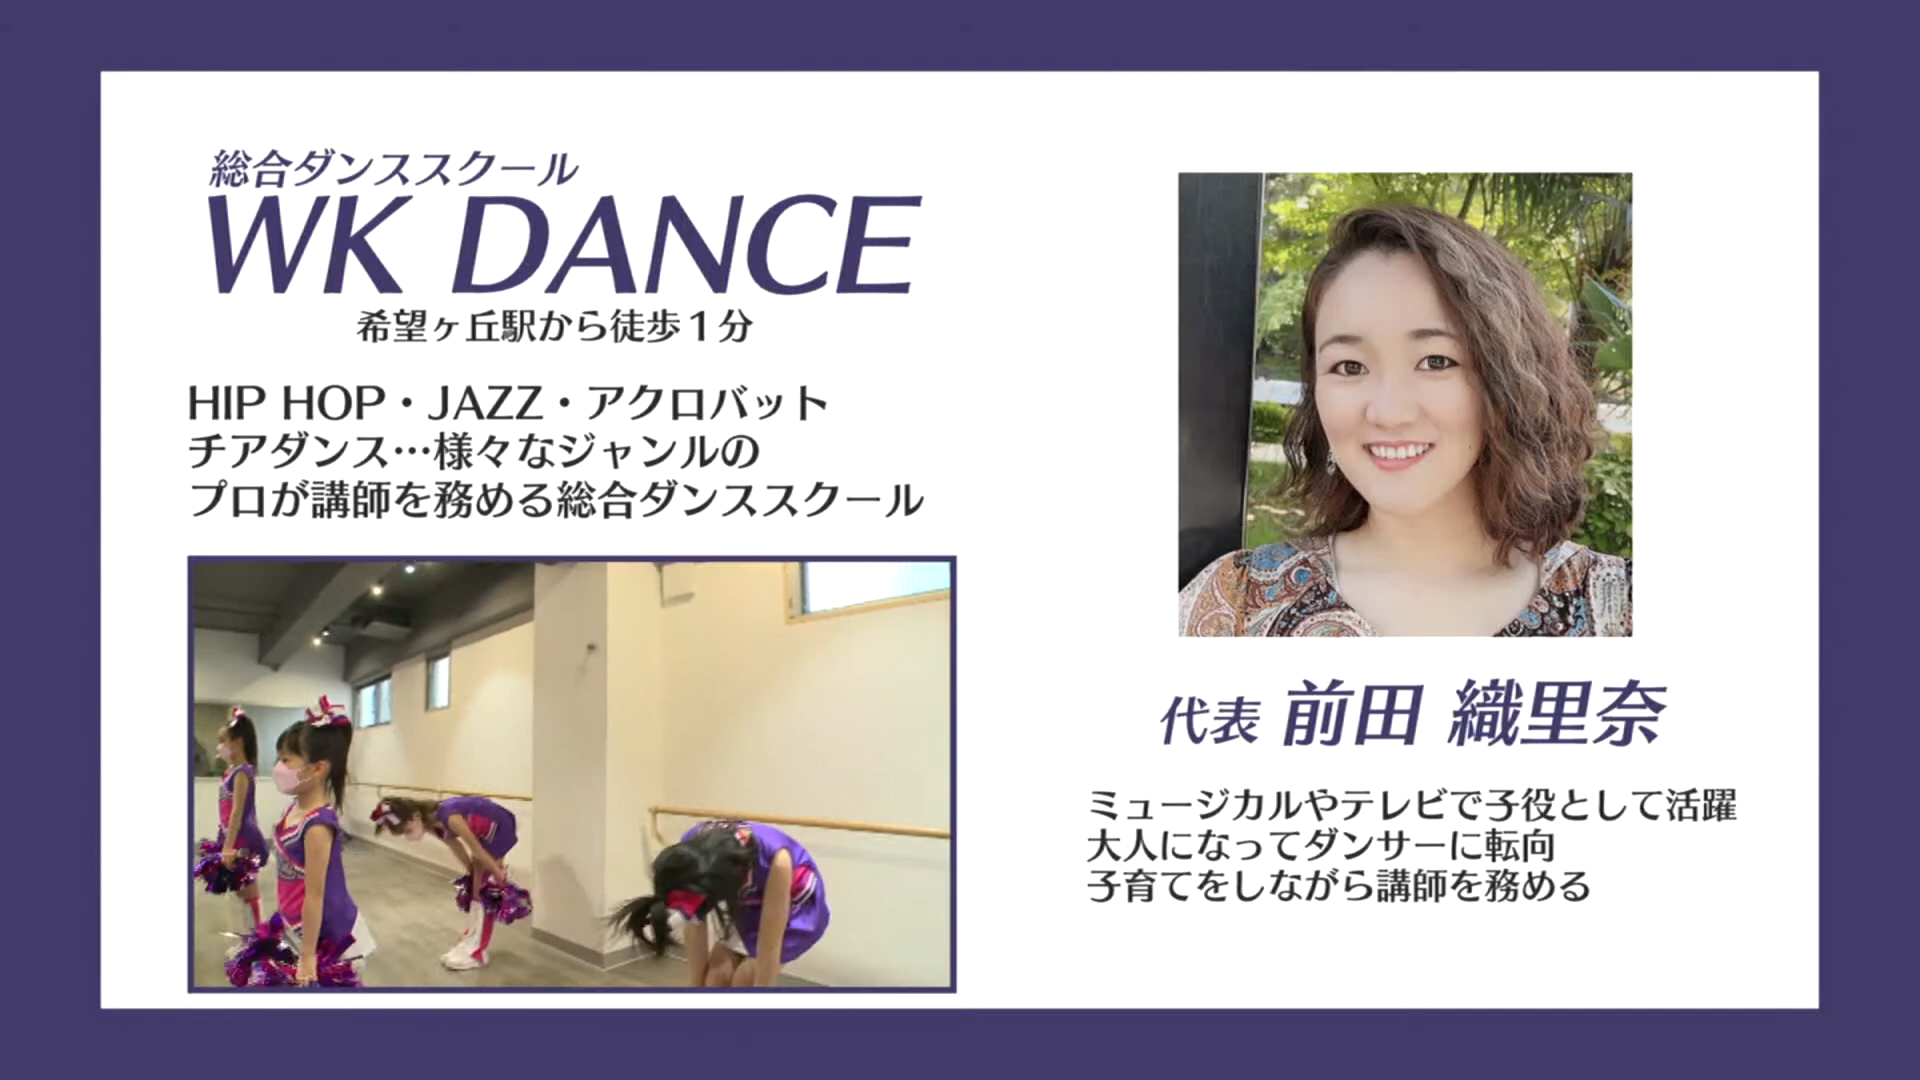 総合ダンススクール
WK DANCE
希望ヶ丘駅から徒歩１分
HIP HOP・JAZZ・アクロバット
チアダンス…様々なジャンルの
プロが講師を務める総合ダンススクール
代表 前田 織里奈
ミュージカルやテレビで子役として活躍
大人になってダンサーに転向
子育てをしながら講師を務める